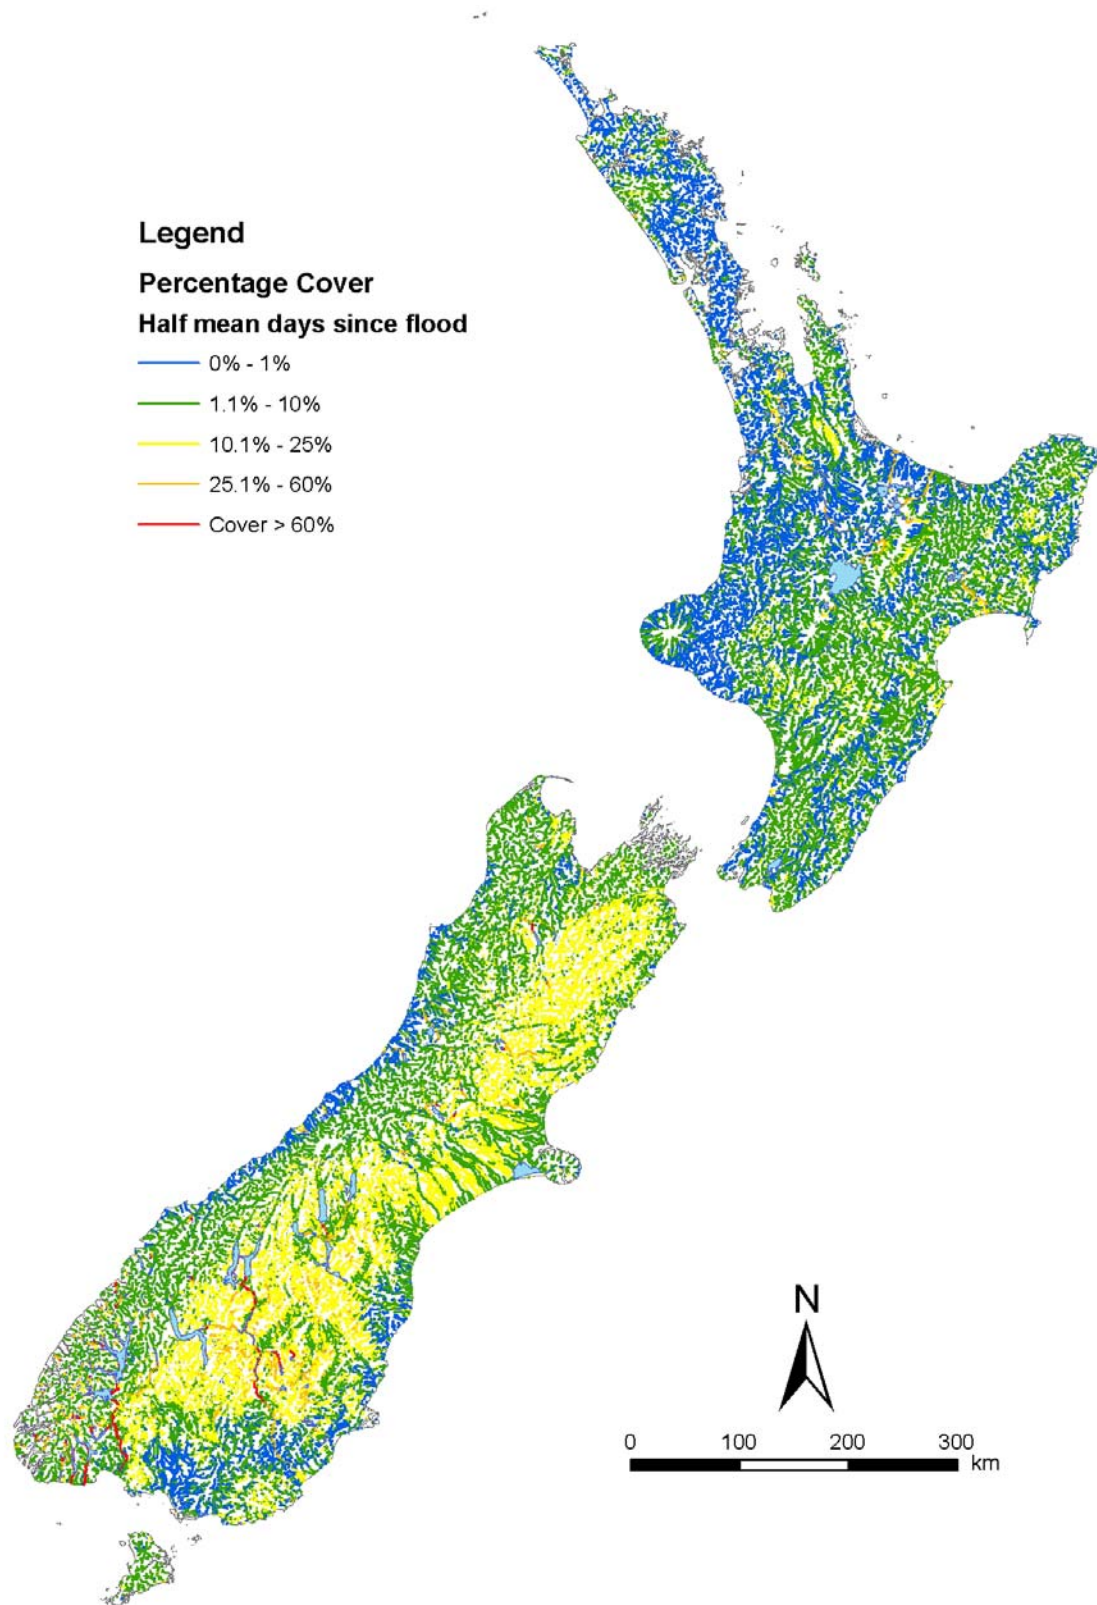 Legend
Percentage Cover
Half mean days since flood
0% - 1%
1.1% - 10%
10.1% - 25%
25.1% - 60%
Cover > 60%
N
0 100 200 300
km